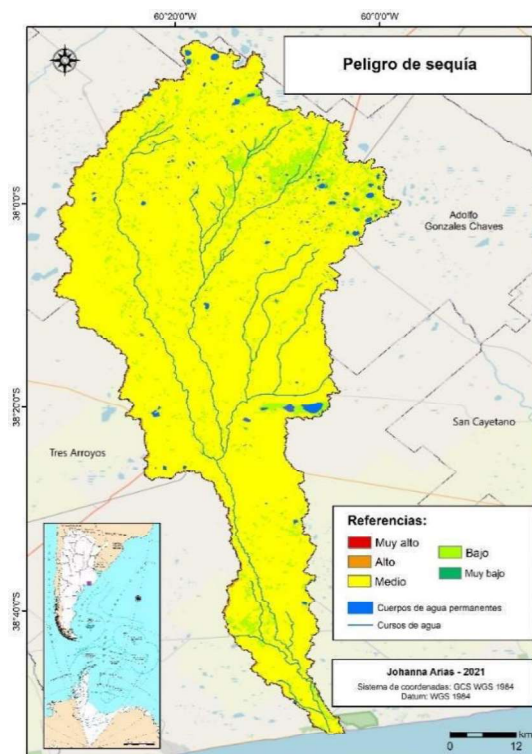 60°20'0"O
60°0'0"O
Peligro de sequía
38°0'0"S
Adolfo
Gonzales Chaves
38°20'0"S
San Cayetano
Tres Arroyos
Referencias:
Muy alto
Alto
Medio
Bajo
Muy bajo
Cuerpos de agua permanentes
Cursos de agua
38°40'0"S
Johanna Arias - 2021
Sistema de coordenadas: GCS WGS 1984
Datum: WGS 1984
0
12